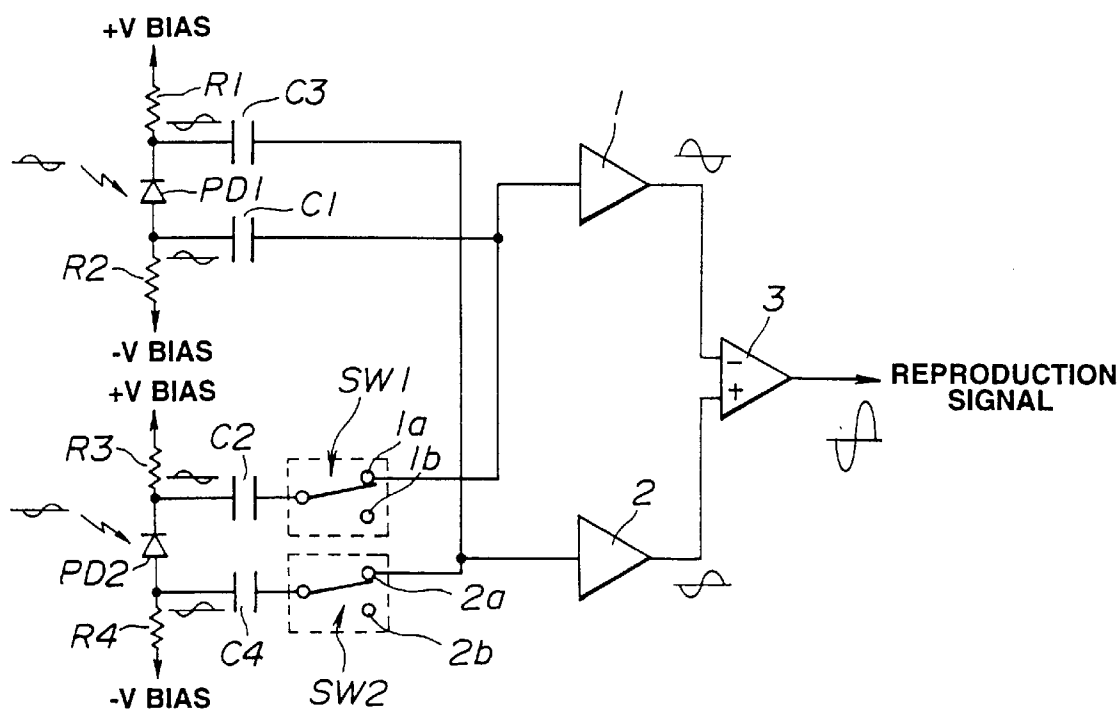 +V BIAS
R1
C3
1
PD1
C1
R2
-V BIAS
+V BIAS
3
−
+
REPRODUCTION
SIGNAL
SW1
1a
1b
R3
C2
2
PD2
2a
R4
C4
2b
SW2
-V BIAS